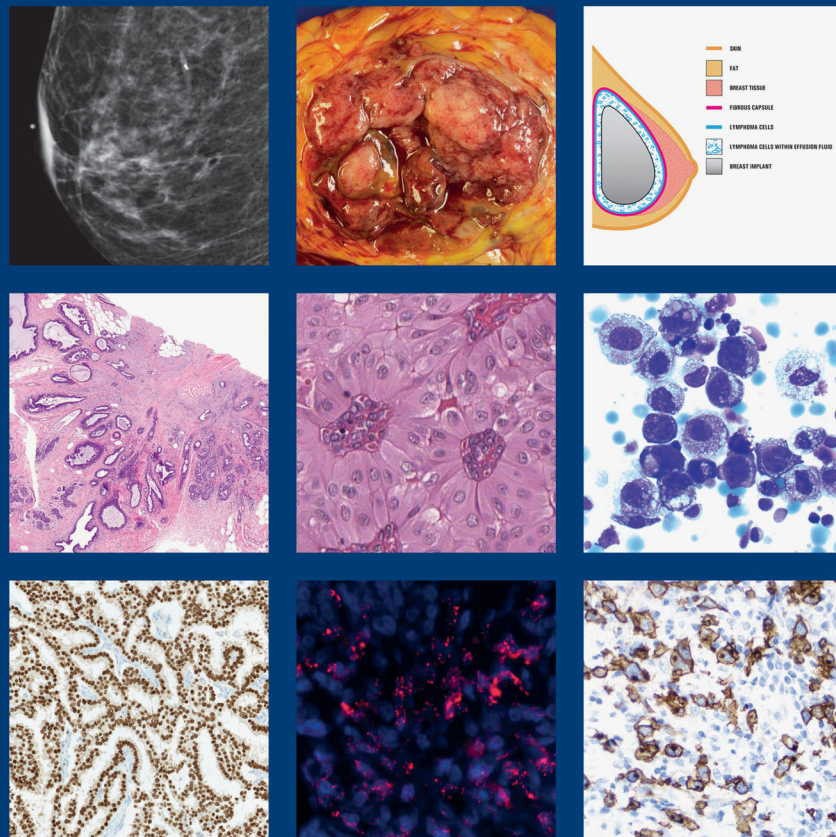 SKIN
FAT
BREAST TISSUE
FIBROUS CAPSULE
LYMPHOMA CELLS
LYMPHOMA CELLS WITHIN EFFUSION FLUID
BREAST IMPLANT